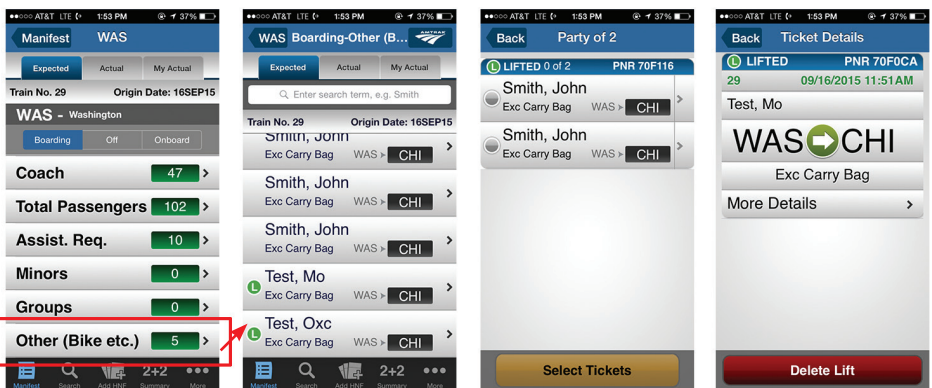 AT&T LTE 1:53 PM 37%
Manifest WAS
Expected Actual My Actual
Train No. 29 Origin Date: 16SEP15
WAS - Washington
Boarding Off Onboard
Coach 47
Total Passengers 102
Assist. Req. 10
Minors 0
Groups 0
Other (Bike etc.) 5
Manifest Search Add HNF 2+2 Summary More
AT&T LTE 1:53 PM 37%
WAS Boarding-Other (B... AMTRAK
Expected Actual My Actual
Enter search term, e.g. Smith
Train No. 29 Origin Date: 16SEP15
Smith, John
Exc Carry Bag WAS > CHI
Smith, John
Exc Carry Bag WAS > CHI
Smith, John
Exc Carry Bag WAS > CHI
Test, Mo
L Exc Carry Bag WAS > CHI
Test, Oxc
L Exc Carry Bag WAS > CHI
Manifest Search Add HNF 2+2 Summary More
AT&T LTE 1:53 PM 37%
Back Party of 2
L LIFTED 0 of 2 PNR 70F116
Smith, John
Exc Carry Bag WAS > CHI
Smith, John
Exc Carry Bag WAS > CHI
Select Tickets
AT&T LTE 1:53 PM 37%
Back Ticket Details
L LIFTED PNR 70F0CA
29 09/16/2015 11:51AM
Test, Mo
WAS CHI
Exc Carry Bag
More Details >
Delete Lift